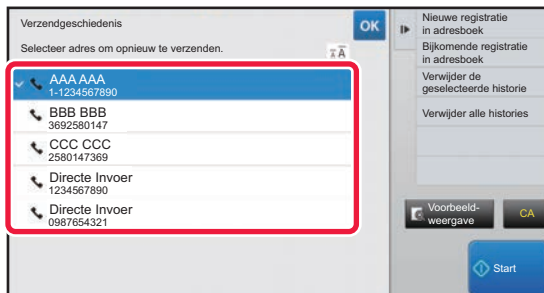 Verzendgeschiedenis
OK
Selecteer adres om opnieuw te verzenden.
AAA AAA
1-1234567890
BBB BBB
3692580147
CCC CCC
2580147369
Directe Invoer
1234567890
Directe Invoer
0987654321
Nieuwe registratie
in adresboek
Bijkomende registratie
in adresboek
Verwijder de
geselecteerde historie
Verwijder alle histories
Voorbeeld-
weergave
CA
Start